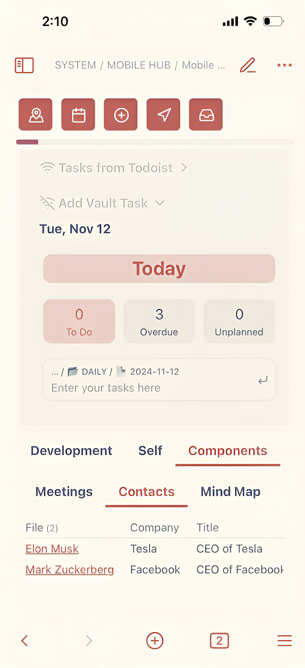 2:10
SYSTEM / MOBILE HUB / Mobile ...
Tasks from Todoist
Add Vault Task
Tue, Nov 12
Today
0 3 0
To Do Overdue Unplanned
... / DAILY / 2024-11-12
Enter your tasks here
Development Self Components
Meetings Contacts Mind Map
File (2) Company Title
Elon Musk Tesla CEO of Tesla
Mark Zuckerberg Facebook CEO of Facebook
2